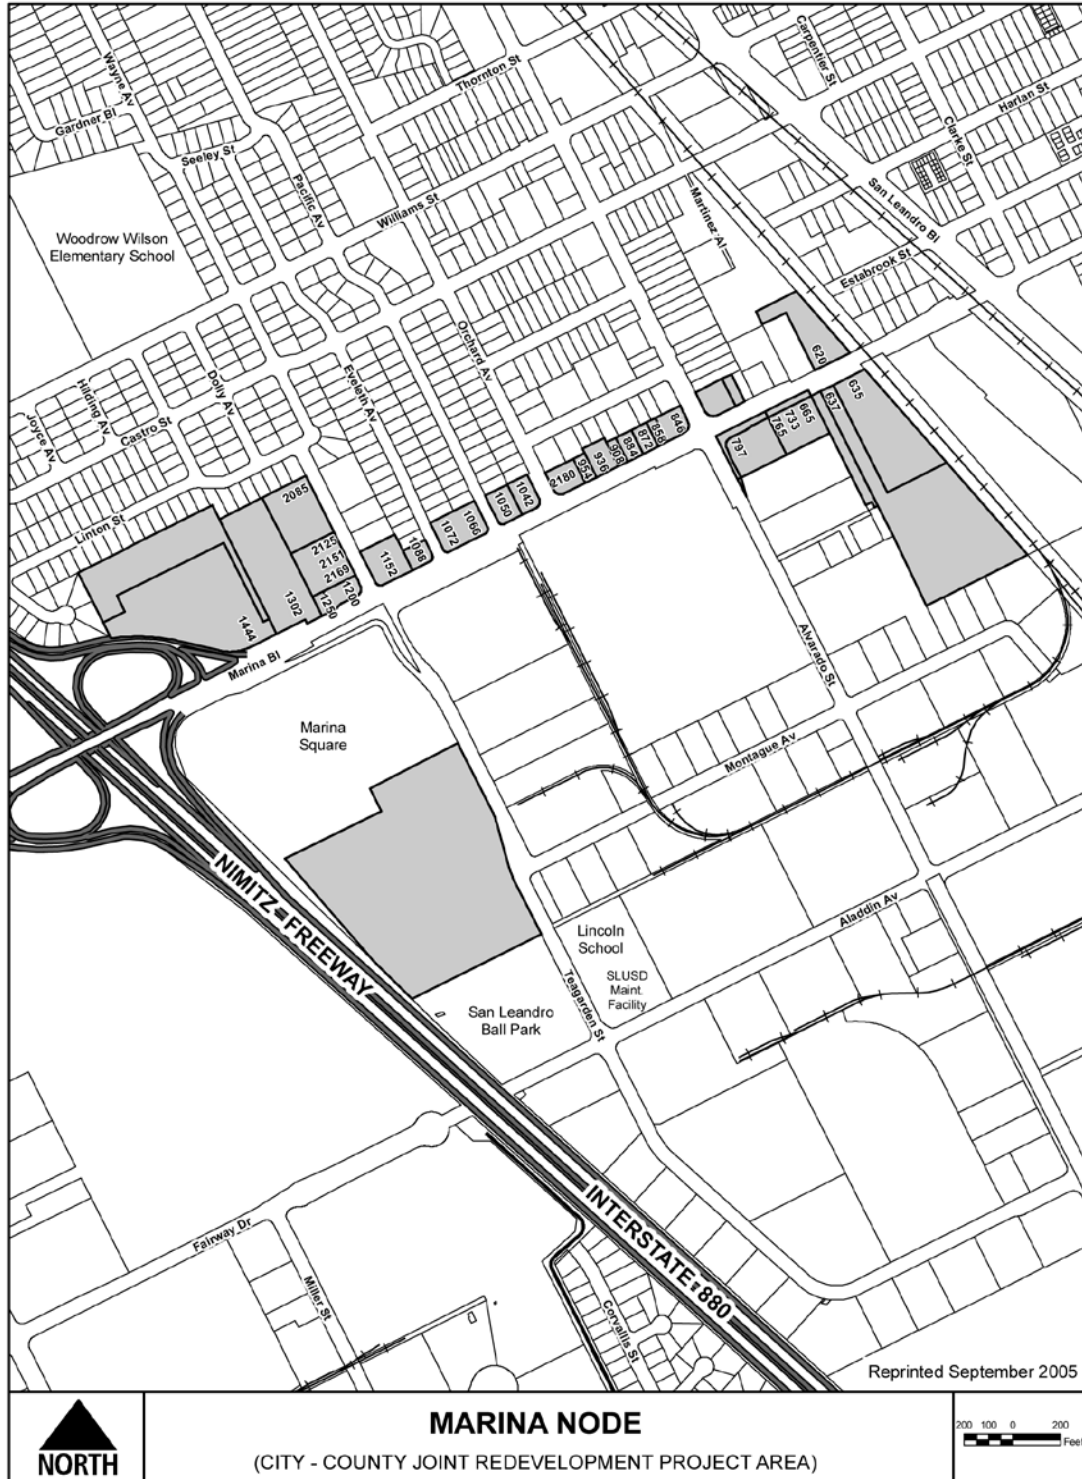 Wayne Av
Gardner Bl
Seeley St
Pacific Av
Thornton St
Williams St
Carpentier St
Harlan St
Clarke St
San Leandro Bl
Estabrook St
Martinez Al
Woodrow Wilson
Elementary School
Orchard Av
Eveleth Av
Dolly Av
Hilding Av
Joyce Av
Castro St
Linton St
620
635
637
665
733
765
797
846
858
872
884
908
936
954
2180
1042
1050
1066
1072
1088
1152
2085
2125
2151
2169
1200
1250
1302
1444
Marina Bl
Marina
Square
Alvarado St
Montague Av
Aladdin Av
Lincoln
School
SLUSD
Maint.
Facility
Teagarden St
San Leandro
Ball Park
NIMITZ FREEWAY
INTERSTATE 880
Fairway Dr
Miller St
Corvallis St
Reprinted September 2005
NORTH
MARINA NODE
(CITY - COUNTY JOINT REDEVELOPMENT PROJECT AREA)
200 100 0 200
Feet